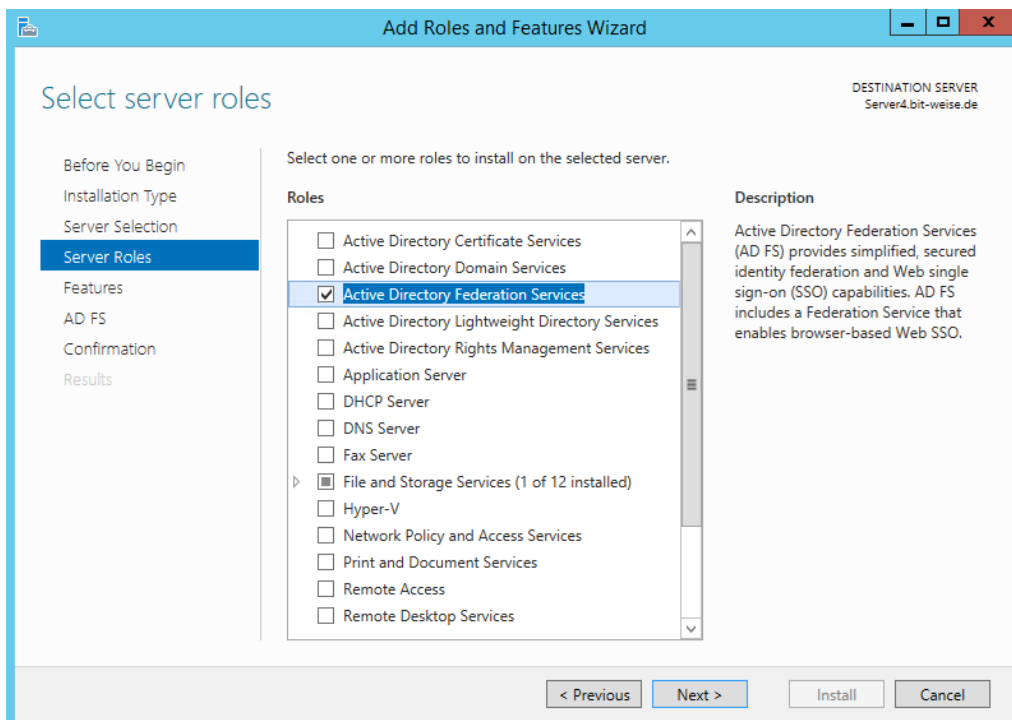 Add Roles and Features Wizard
Select server roles
DESTINATION SERVER
Server4.bit-weise.de
Before You Begin
Installation Type
Server Selection
Server Roles
Features
AD FS
Confirmation
Results
Select one or more roles to install on the selected server.
Roles
Active Directory Certificate Services
Active Directory Domain Services
Active Directory Federation Services
Active Directory Lightweight Directory Services
Active Directory Rights Management Services
Application Server
DHCP Server
DNS Server
Fax Server
File and Storage Services (1 of 12 installed)
Hyper-V
Network Policy and Access Services
Print and Document Services
Remote Access
Remote Desktop Services
Description
Active Directory Federation Services
(AD FS) provides simplified, secured
identity federation and Web single
sign-on (SSO) capabilities. AD FS
includes a Federation Service that
enables browser-based Web SSO.
< Previous
Next >
Install
Cancel